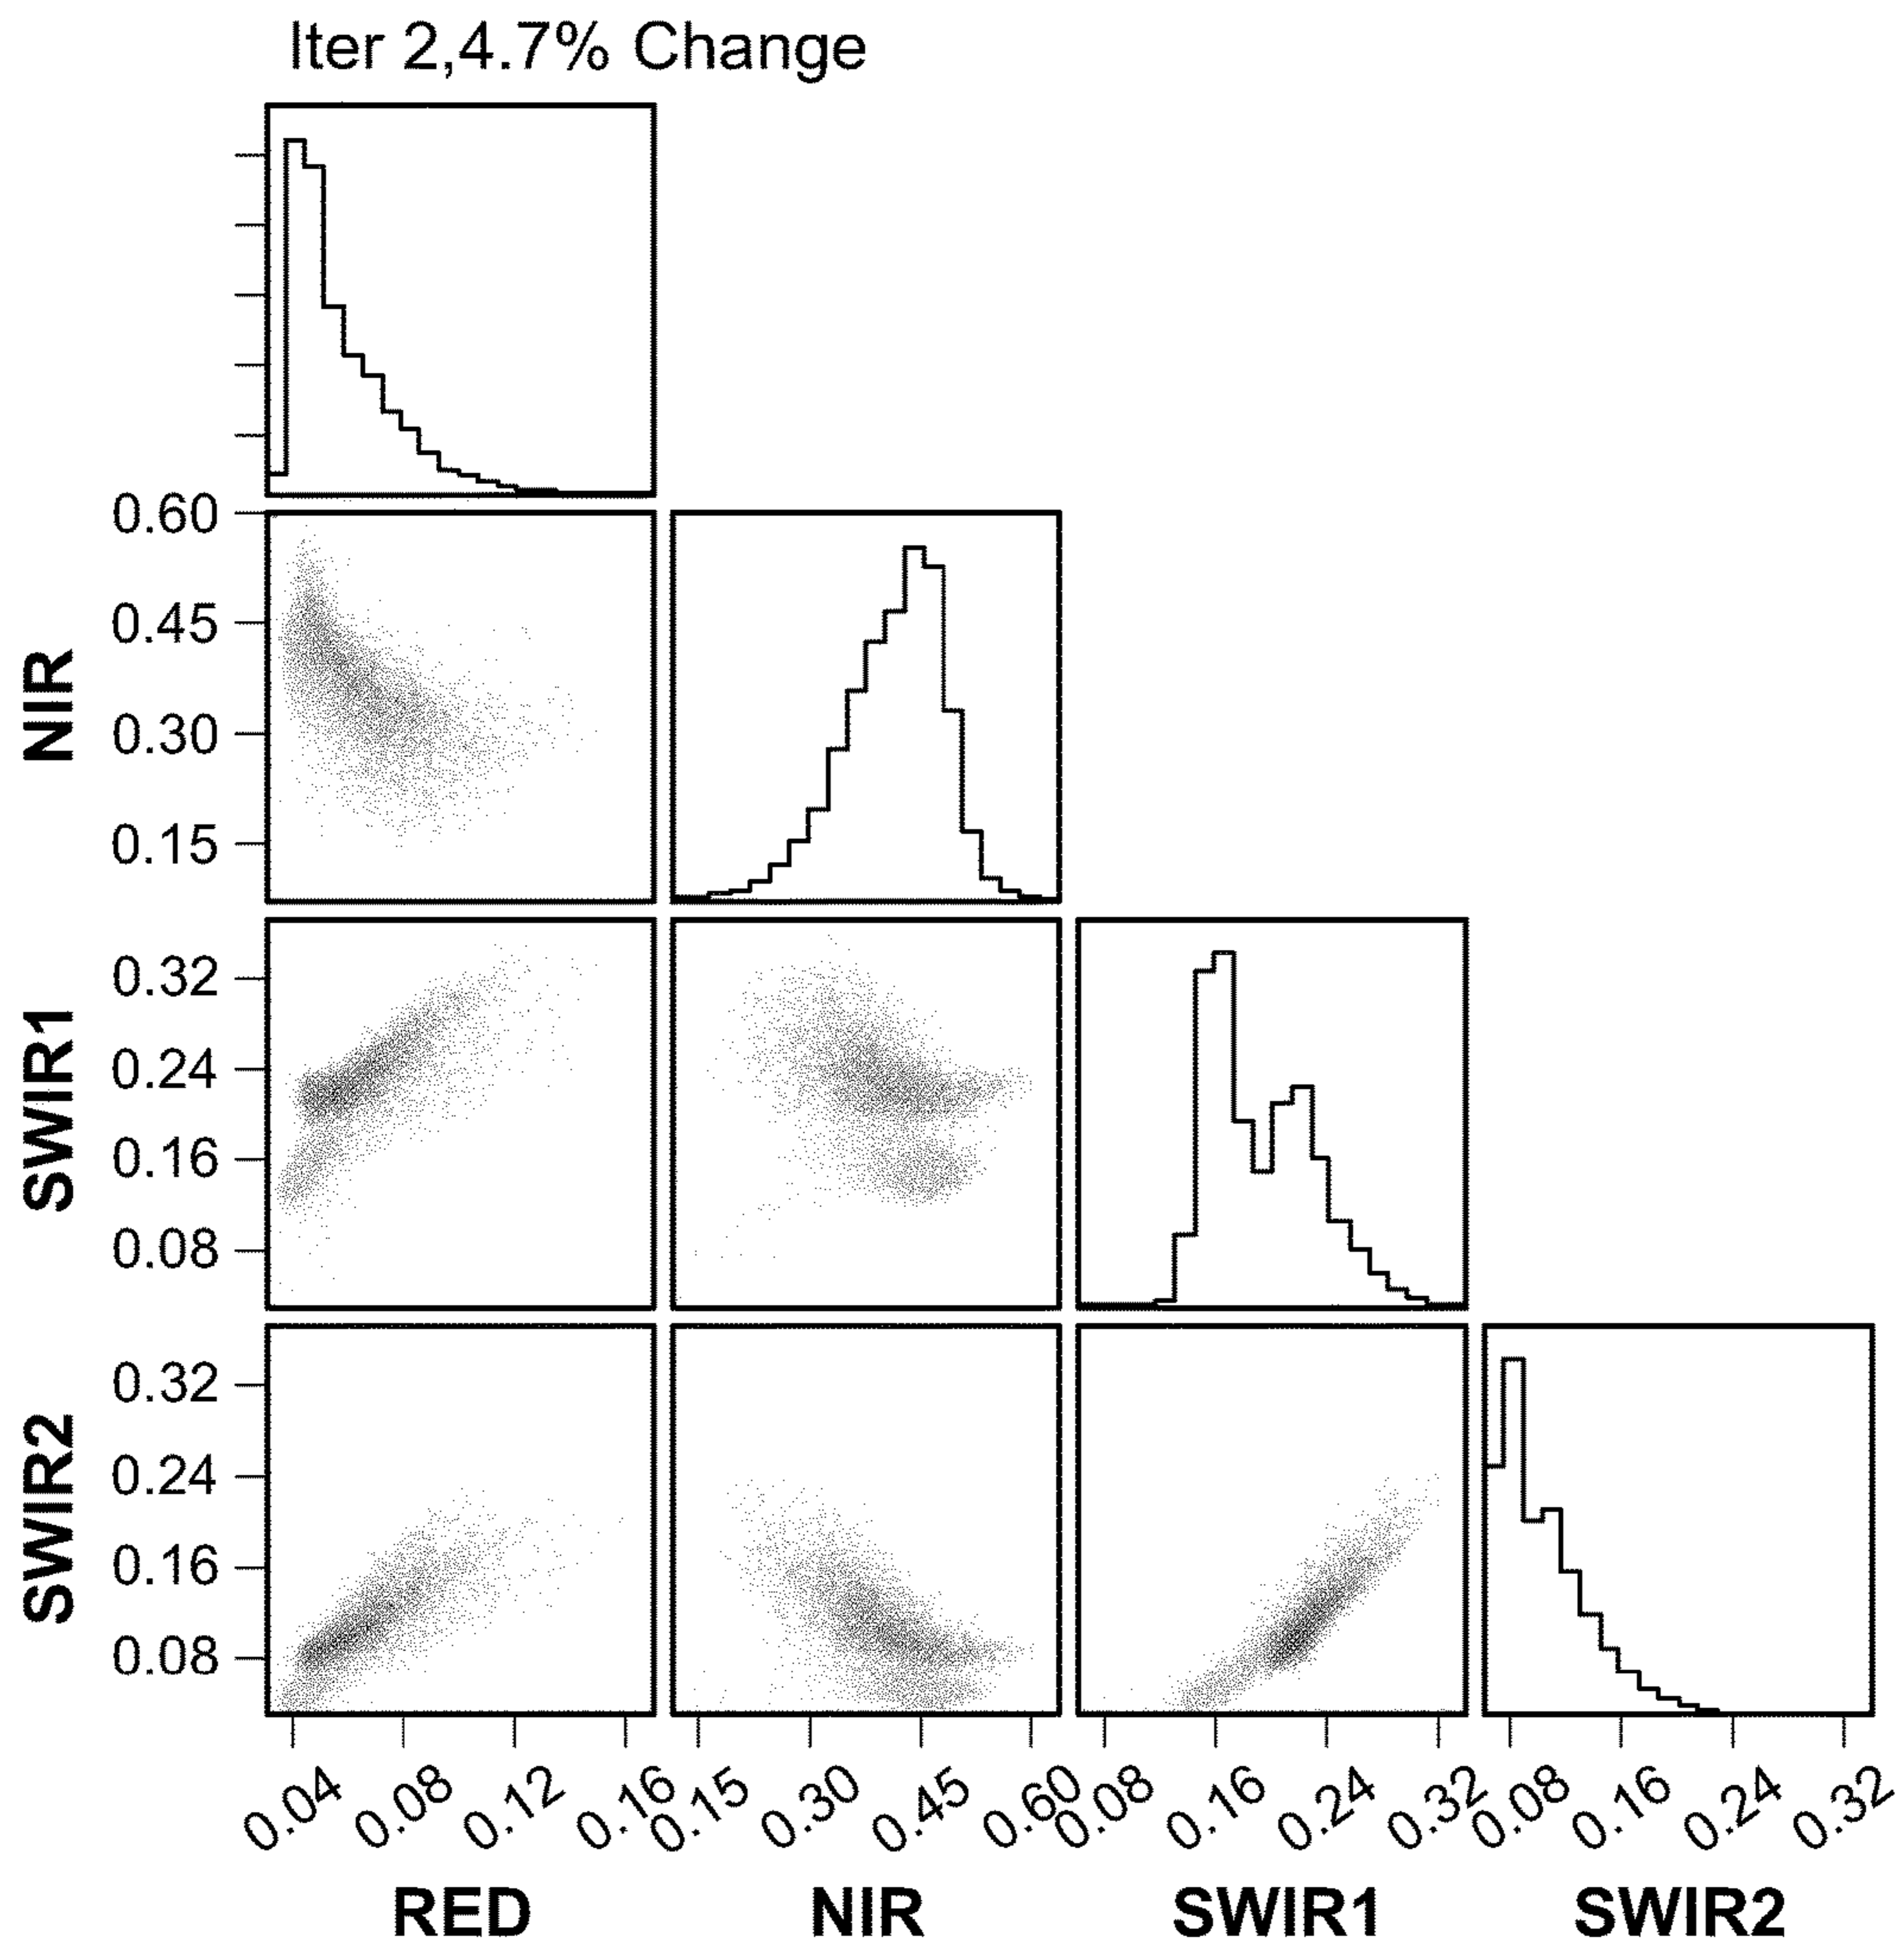 Iter 2,4.7% Change
0.60
0.45
0.30
0.15
NIR
0.32
0.24
0.16
0.08
SWIR1
0.32
0.24
0.16
0.08
SWIR2
0.04 0.08 0.12 0.16 0.15 0.30 0.45 0.60 0.08 0.16 0.24 0.32 0.08 0.16 0.24 0.32
RED NIR SWIR1 SWIR2